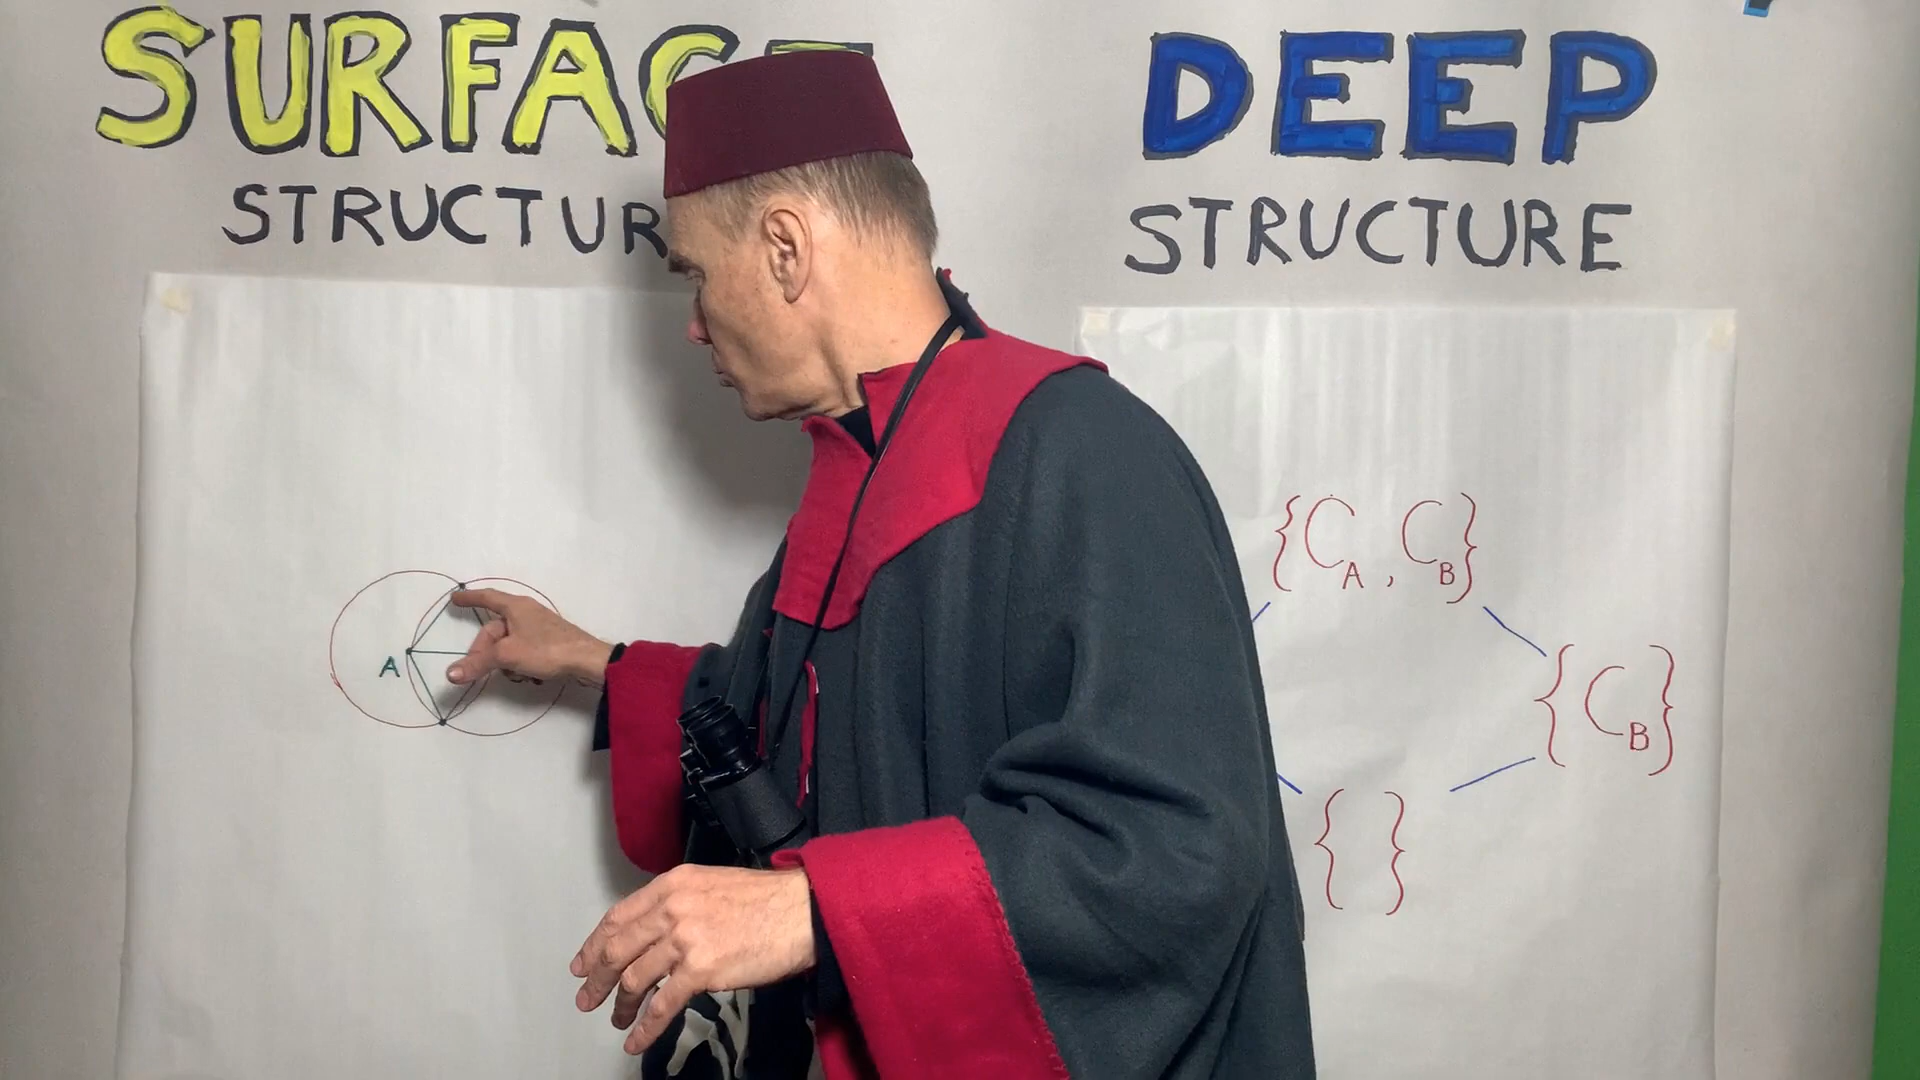 SURFAC
STRUCTUR
DEEP
STRUCTURE
A
{C_A, C_B}
{C_B}
{ }